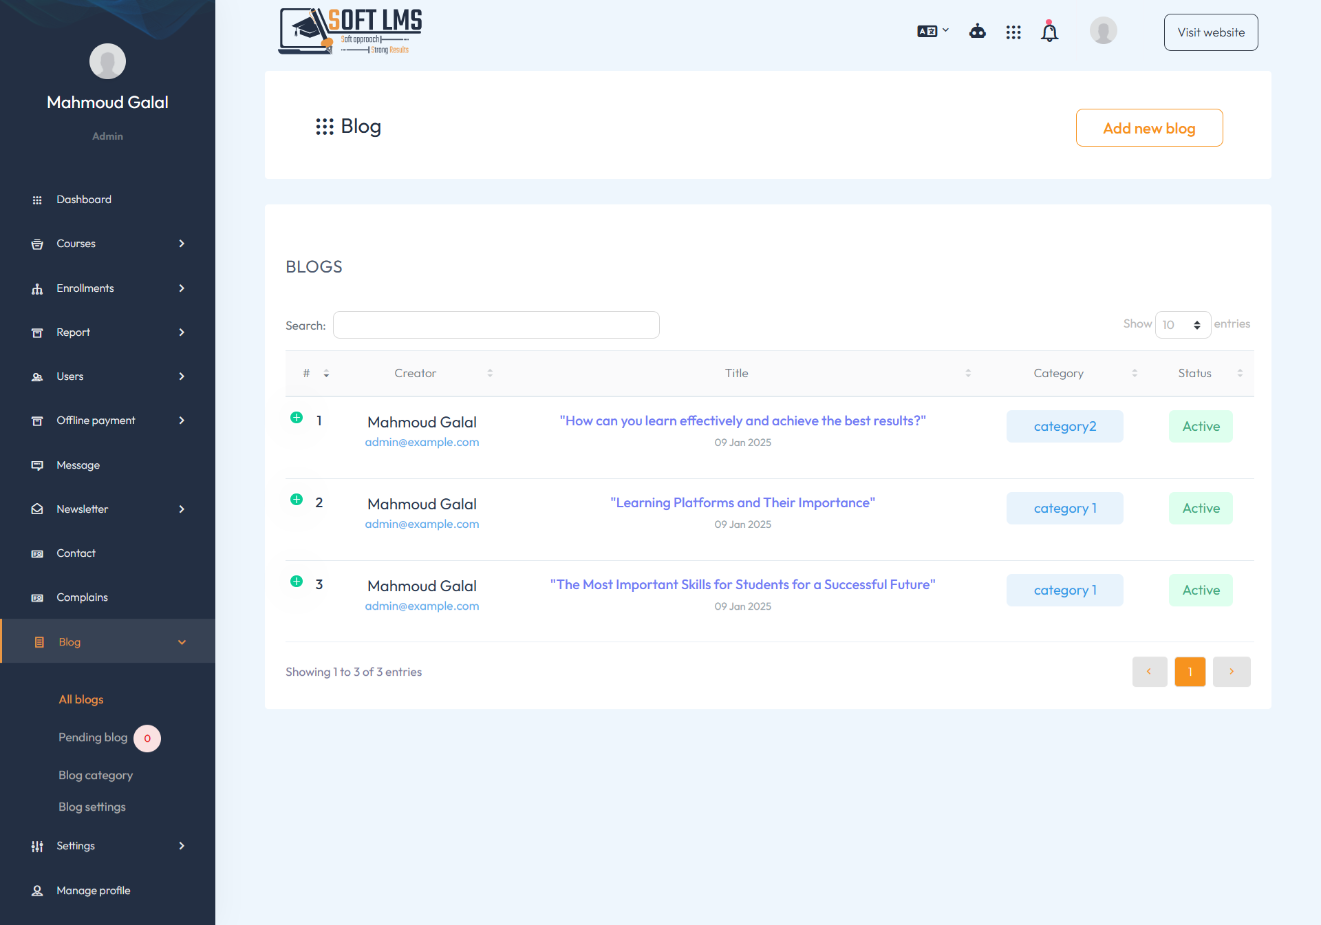 Mahmoud Galal
Admin
Dashboard
Courses
Enrollments
Report
Users
Offline payment
Message
Newsletter
Contact
Complains
Blog
All blogs
Pending blog 0
Blog category
Blog settings
Settings
Manage profile
SOFT LMS
Soft approach
Strong Results
Visit website
Blog
Add new blog
BLOGS
Search:
Show 10 entries
# Creator Title Category Status
1 Mahmoud Galal "How can you learn effectively and achieve the best results?" category2 Active
admin@example.com 09 Jan 2025
2 Mahmoud Galal "Learning Platforms and Their Importance" category 1 Active
admin@example.com 09 Jan 2025
3 Mahmoud Galal "The Most Important Skills for Students for a Successful Future" category 1 Active
admin@example.com 09 Jan 2025
Showing 1 to 3 of 3 entries
1